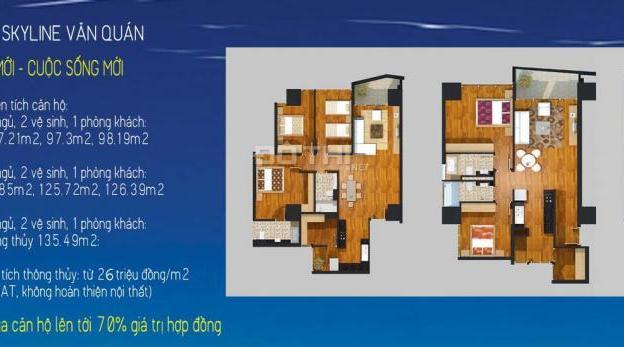 SKYLINE VĂN QUÁN
MỚI - CUỘC SỐNG MỚI
tích căn hộ:
ngủ, 2 vệ sinh, 1 phòng khách:
7.21m2, 97.3m2, 98.19m2
ngủ, 2 vệ sinh, 1 phòng khách:
85m2, 125.72m2, 126.39m2
ngủ, 2 vệ sinh, 1 phòng khách:
thủy 135.49m2:
tích thông thủy: từ 26 triệu đồng/m2
AT, không hoàn thiện nội thất)
căn hộ lên tới 70% giá trị hợp đồng